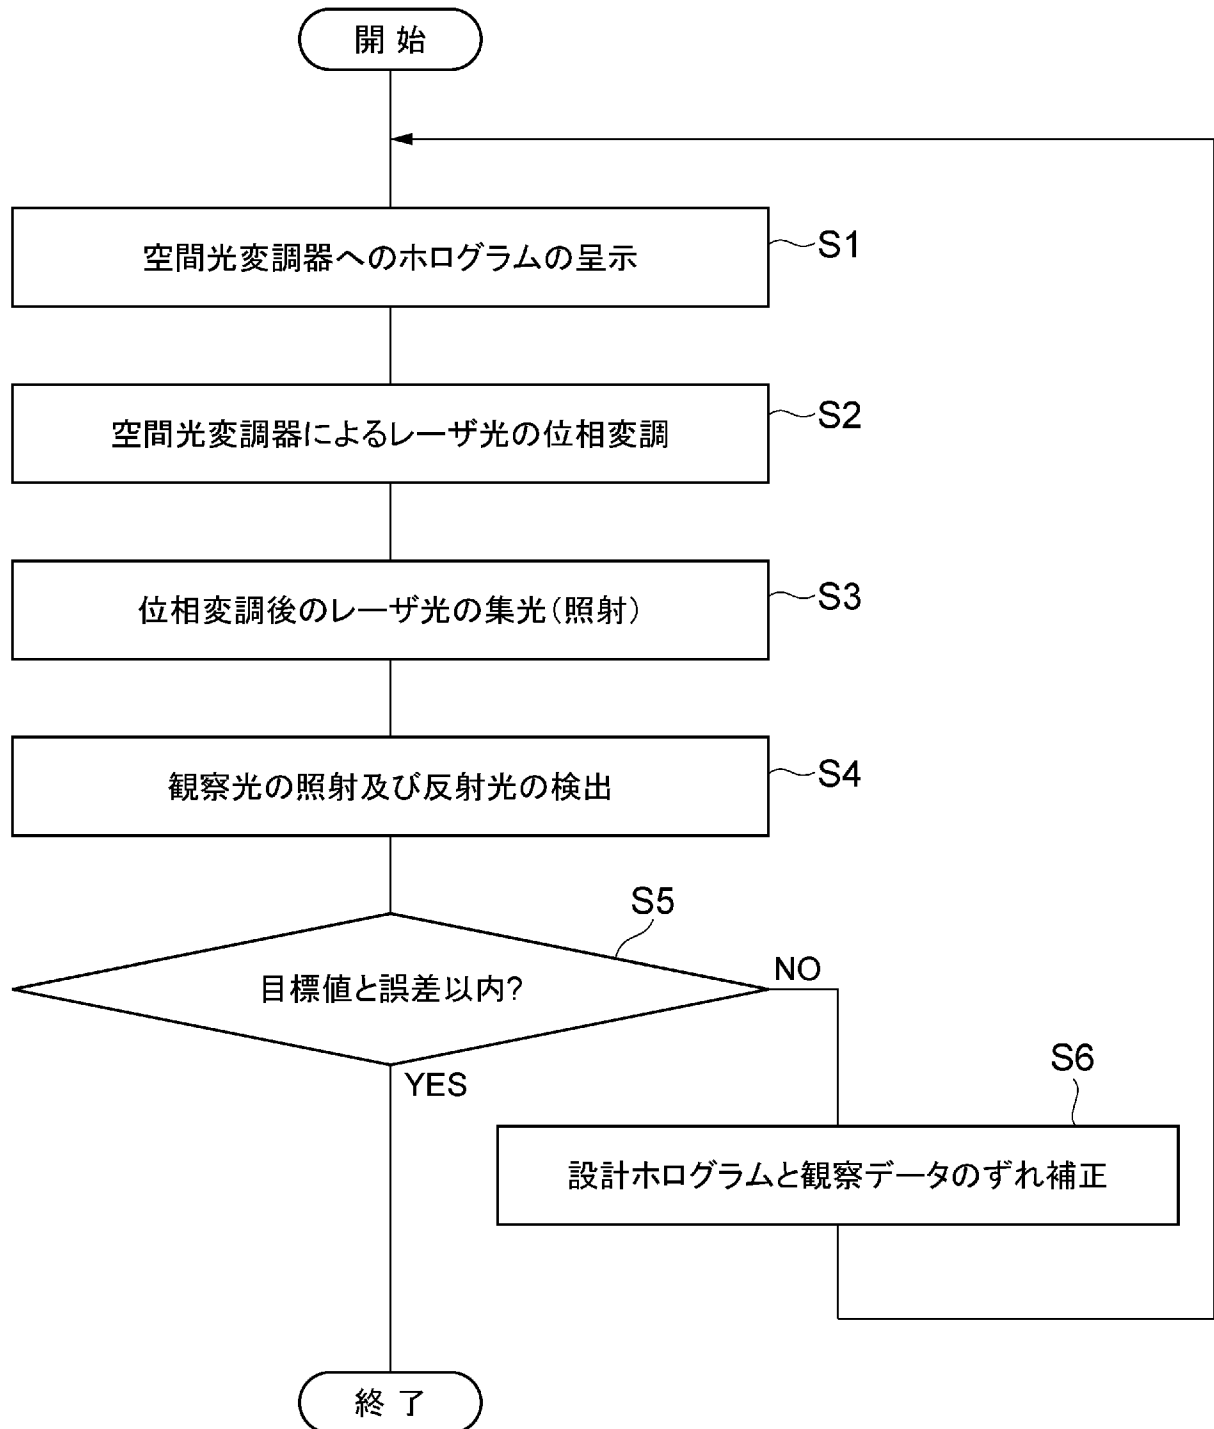 開 始
空間光変調器へのホログラムの呈示
S1
空間光変調器によるレーザ光の位相変調
S2
位相変調後のレーザ光の集光(照射)
S3
観察光の照射及び反射光の検出
S4
S5
目標値と誤差以内?
NO
YES
S6
設計ホログラムと観察データのずれ補正
終 了